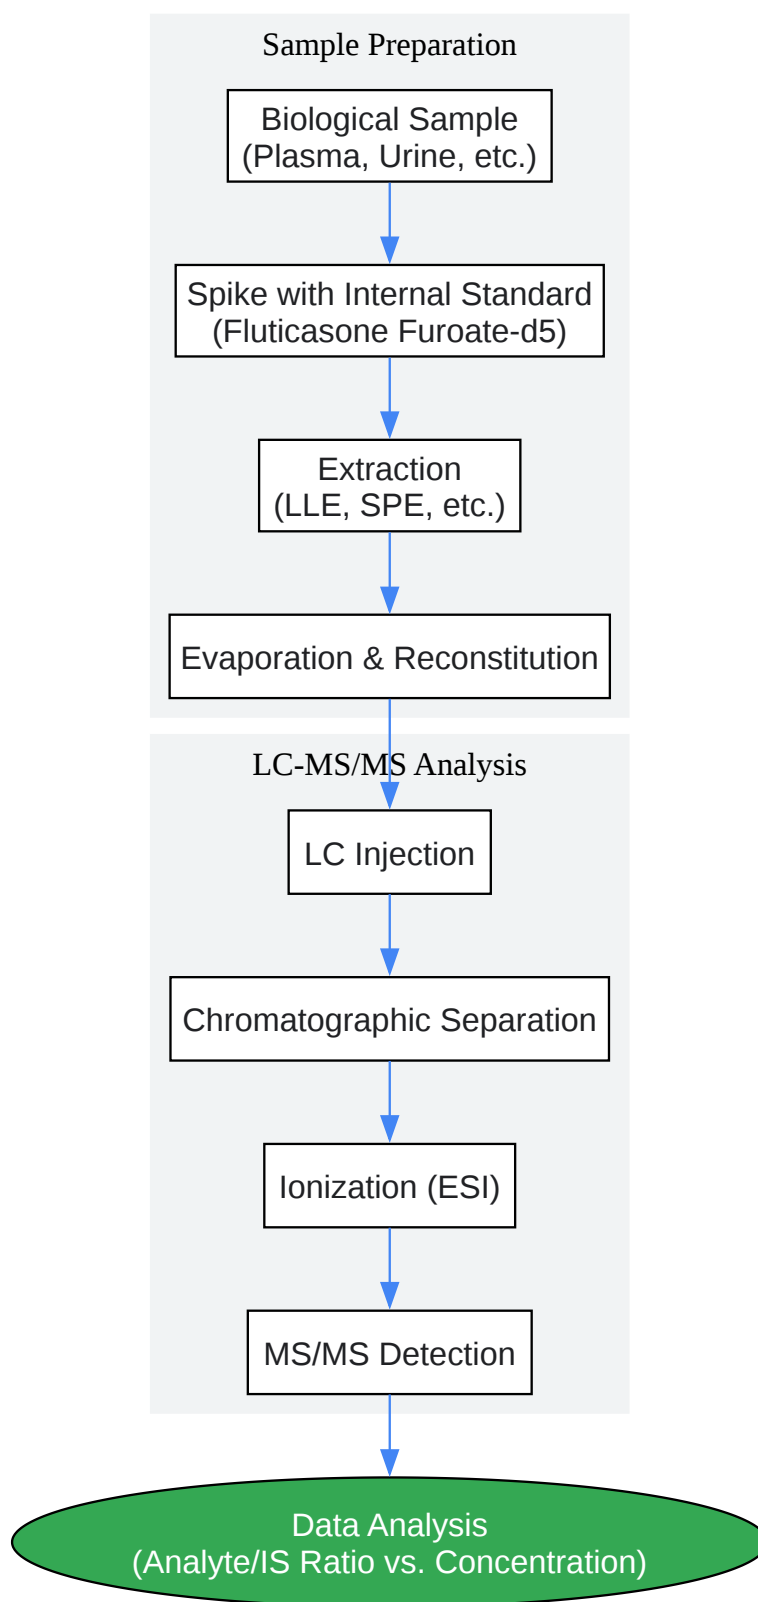 Sample Preparation
Biological Sample
(Plasma, Urine, etc.)
Spike with Internal Standard
(Fluticasone Furoate-d5)
Extraction
(LLE, SPE, etc.)
Evaporation & Reconstitution
LC-MS/MS Analysis
LC Injection
Chromatographic Separation
Ionization (ESI)
MS/MS Detection
Data Analysis
(Analyte/IS Ratio vs. Concentration)